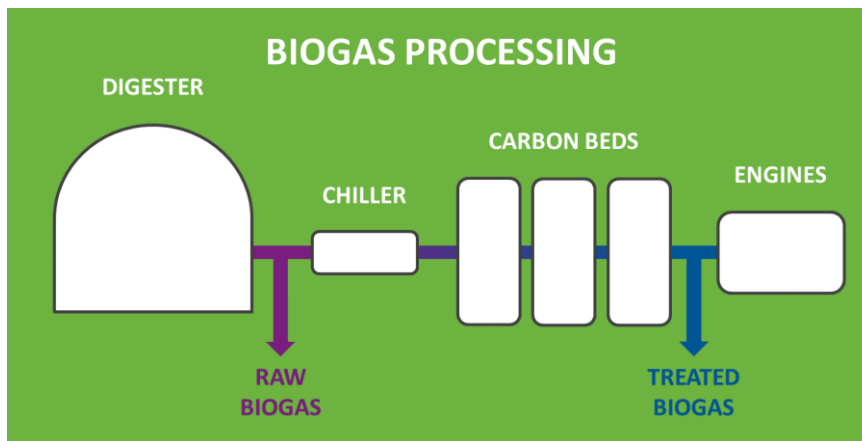 BIOGAS PROCESSING
DIGESTER
CHILLER
CARBON BEDS
ENGINES
RAW
BIOGAS
TREATED
BIOGAS